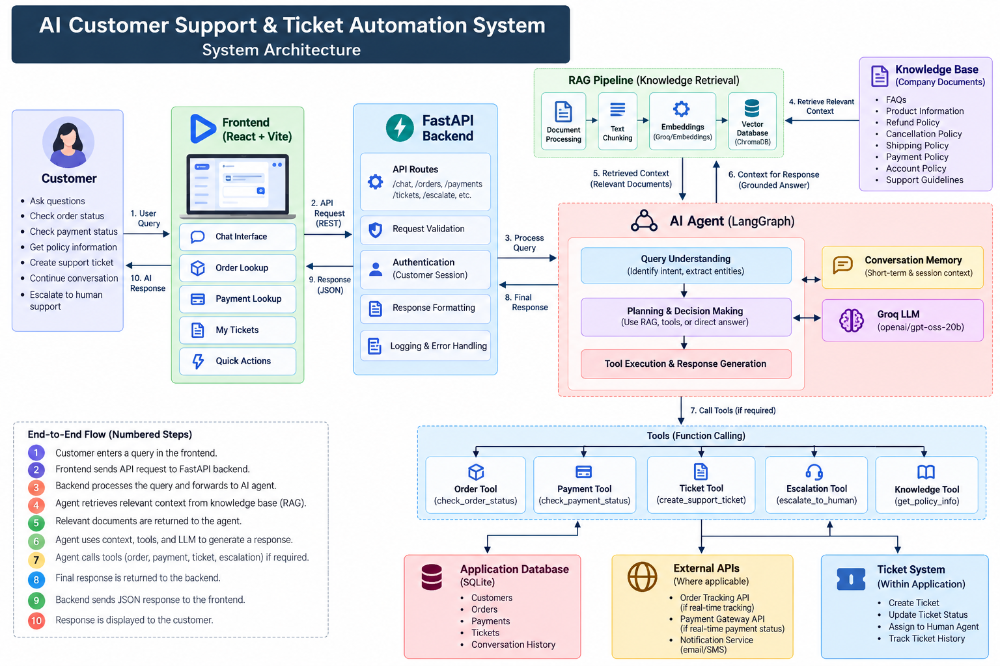 AI Customer Support & Ticket Automation System
System Architecture
Customer
Ask questions
Check order status
Check payment status
Get policy information
Create support ticket
Continue conversation
Escalate to human
support
1. User
Query
10. AI
Response
Frontend
(React + Vite)
Chat Interface
Order Lookup
Payment Lookup
My Tickets
Quick Actions
2. API
Request
(REST)
9. Response
(JSON)
FastAPI
Backend
API Routes
/chat, /orders, /payments
/tickets, /escalate, etc.
Request Validation
Authentication
(Customer Session)
Response Formatting
Logging & Error Handling
3. Process
Query
8. Final
Response
RAG Pipeline (Knowledge Retrieval)
Document
Processing
Text
Chunking
Embeddings
(Groq/Embeddings)
Vector
Database
(ChromaDB)
4. Retrieve Relevant
Context
Knowledge Base
(Company Documents)
FAQs
Product Information
Refund Policy
Cancellation Policy
Shipping Policy
Payment Policy
Account Policy
Support Guidelines
5. Retrieved Context
(Relevant Documents)
6. Context for Response
(Grounded Answer)
AI Agent (LangGraph)
Query Understanding
(Identify intent, extract entities)
Planning & Decision Making
(Use RAG, tools, or direct answer)
Tool Execution & Response Generation
Conversation Memory
(Short-term & session context)
Groq LLM
(openai/gpt-oss-20b)
7. Call Tools (if required)
Tools (Function Calling)
Order Tool
(check_order_status)
Payment Tool
(check_payment_status)
Ticket Tool
(create_support_ticket)
Escalation Tool
(escalate_to_human)
Knowledge Tool
(get_policy_info)
Application Database
(SQLite)
Customers
Orders
Payments
Tickets
Conversation History
External APIs
(Where applicable)
Order Tracking API
(if real-time tracking)
Payment Gateway API
(if real-time payment status)
Notification Service
(email/SMS)
Ticket System
(Within Application)
Create Ticket
Update Ticket Status
Assign to Human Agent
Track Ticket History
End-to-End Flow (Numbered Steps)
1 Customer enters a query in the frontend.
2 Frontend sends API request to FastAPI backend.
3 Backend processes the query and forwards to AI agent.
4 Agent retrieves relevant context from knowledge base (RAG).
5 Relevant documents are returned to the agent.
6 Agent uses context, tools, and LLM to generate a response.
7 Agent calls tools (order, payment, ticket, escalation) if required.
8 Final response is returned to the backend.
9 Backend sends JSON response to the frontend.
10 Response is displayed to the customer.